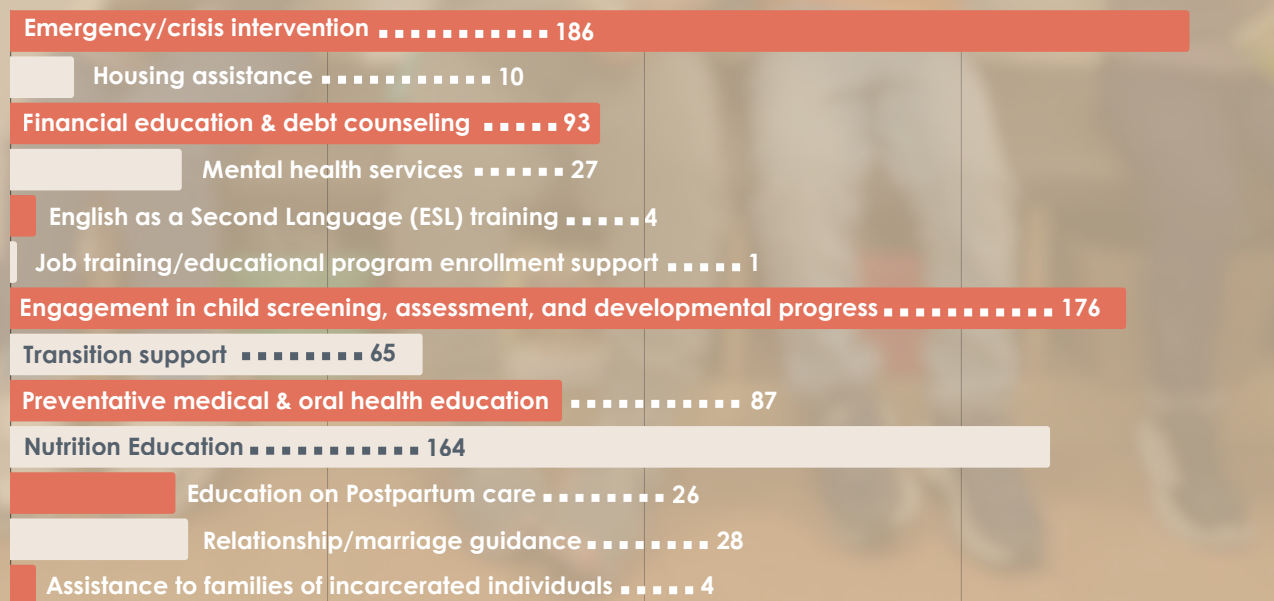 Emergency/crisis intervention 186
Housing assistance 10
Financial education & debt counseling 93
Mental health services 27
English as a Second Language (ESL) training 4
Job training/educational program enrollment support 1
Engagement in child screening, assessment, and developmental progress 176
Transition support 65
Preventative medical & oral health education 87
Nutrition Education 164
Education on Postpartum care 26
Relationship/marriage guidance 28
Assistance to families of incarcerated individuals 4